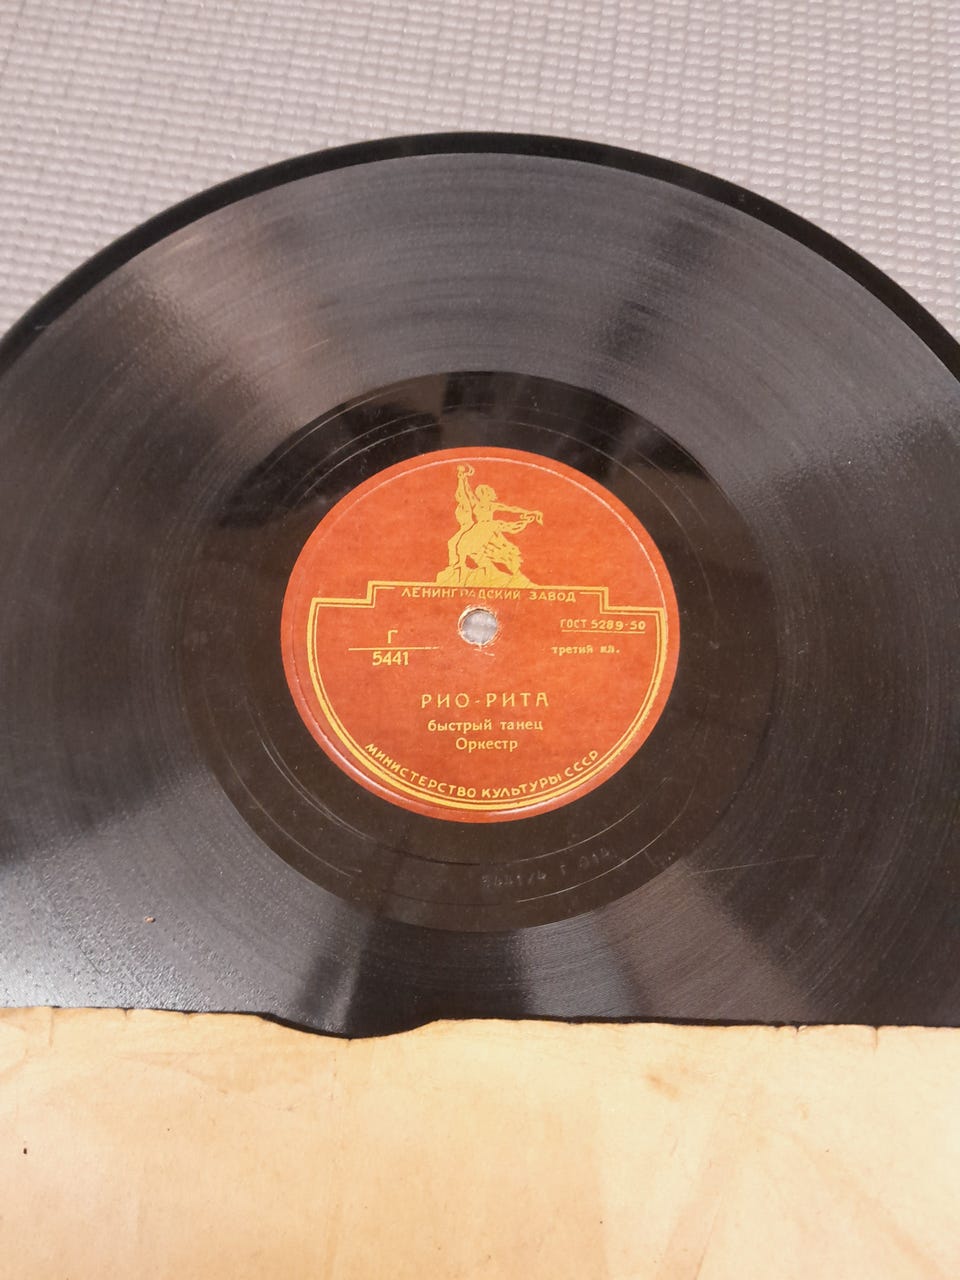 ЛЕНИНГРАДСКИЙ ЗАВОД
Г
5441
ГОСТ 5289-50
третий кл.
РИО-РИТА
быстрый танец
Оркестр
МИНИСТЕРСТВО КУЛЬТУРЫ СССР